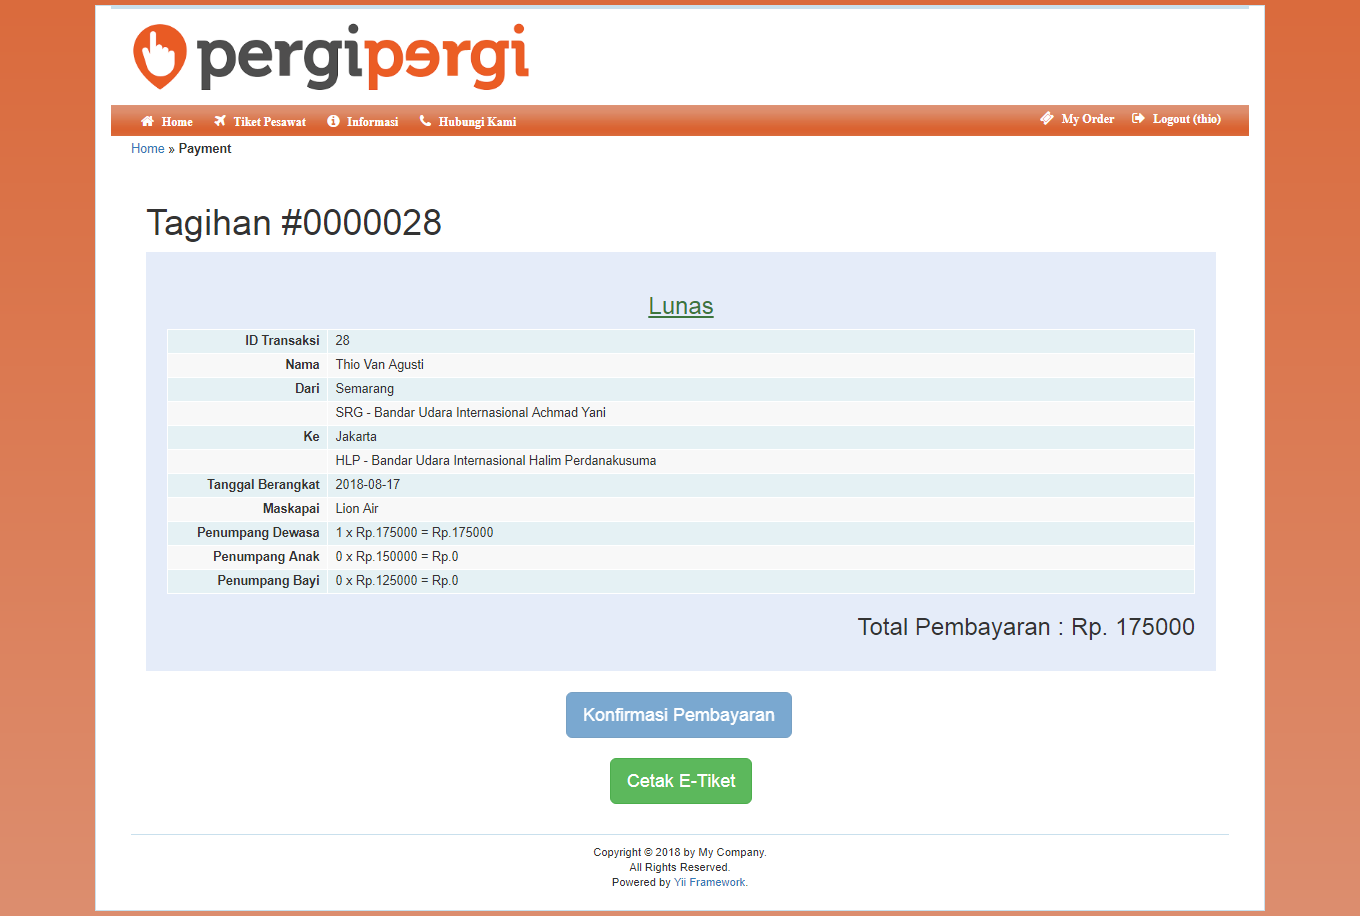 pergipergi
Home Tiket Pesawat Informasi Hubungi Kami My Order Logout (thio)
Home » Payment
Tagihan #0000028
Lunas
ID Transaksi 28
Nama Thio Van Agusti
Dari Semarang
SRG - Bandar Udara Internasional Achmad Yani
Ke Jakarta
HLP - Bandar Udara Internasional Halim Perdanakusuma
Tanggal Berangkat 2018-08-17
Maskapai Lion Air
Penumpang Dewasa 1 x Rp.175000 = Rp.175000
Penumpang Anak 0 x Rp.150000 = Rp.0
Penumpang Bayi 0 x Rp.125000 = Rp.0
Total Pembayaran : Rp. 175000
Konfirmasi Pembayaran
Cetak E-Tiket
Copyright © 2018 by My Company.
All Rights Reserved.
Powered by Yii Framework.